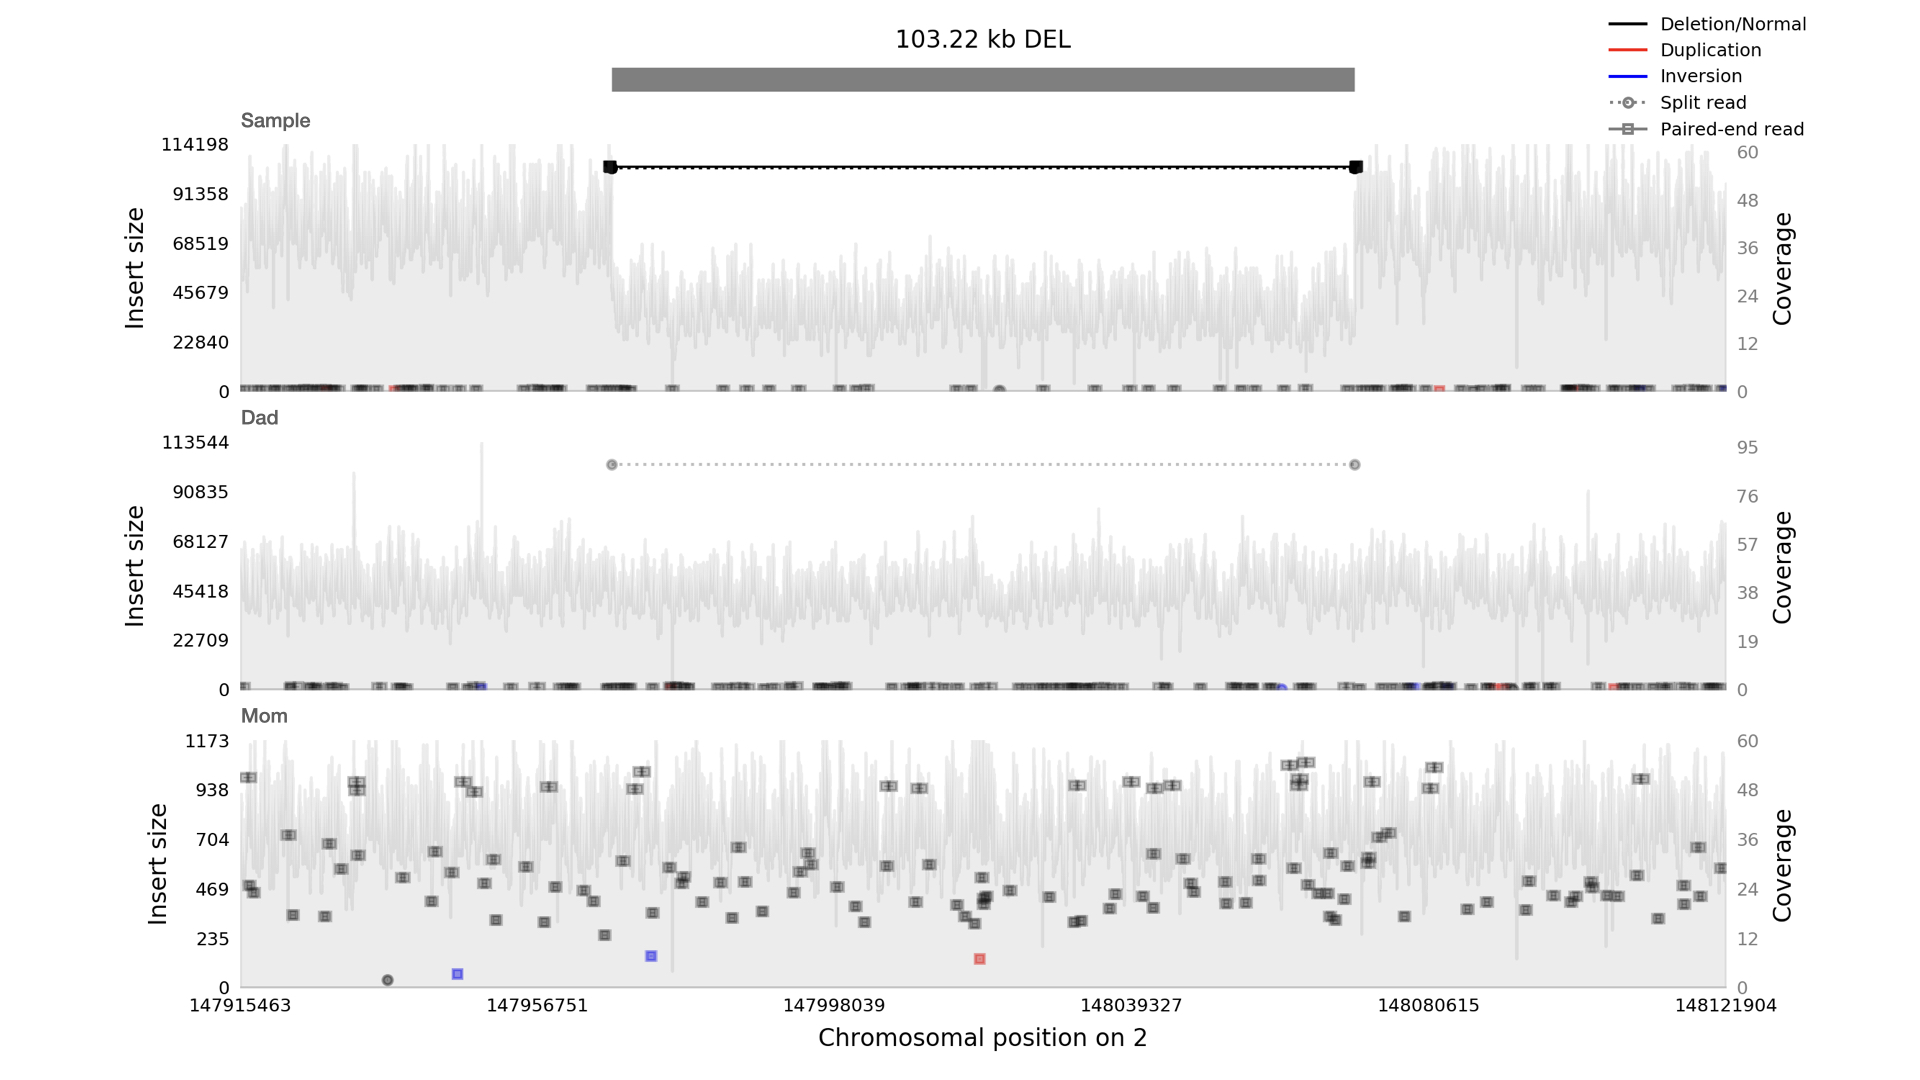 103.22 kb DEL
Deletion/Normal
Duplication
Inversion
Split read
Paired-end read
Sample
Insert size
114198
91358
68519
45679
22840
0
60
48
36
24
12
0
Coverage
Dad
Insert size
113544
90835
68127
45418
22709
0
95
76
57
38
19
0
Coverage
Mom
Insert size
1173
938
704
469
235
0
60
48
36
24
12
0
Coverage
147915463 147956751 147998039 148039327 148080615 148121904
Chromosomal position on 2